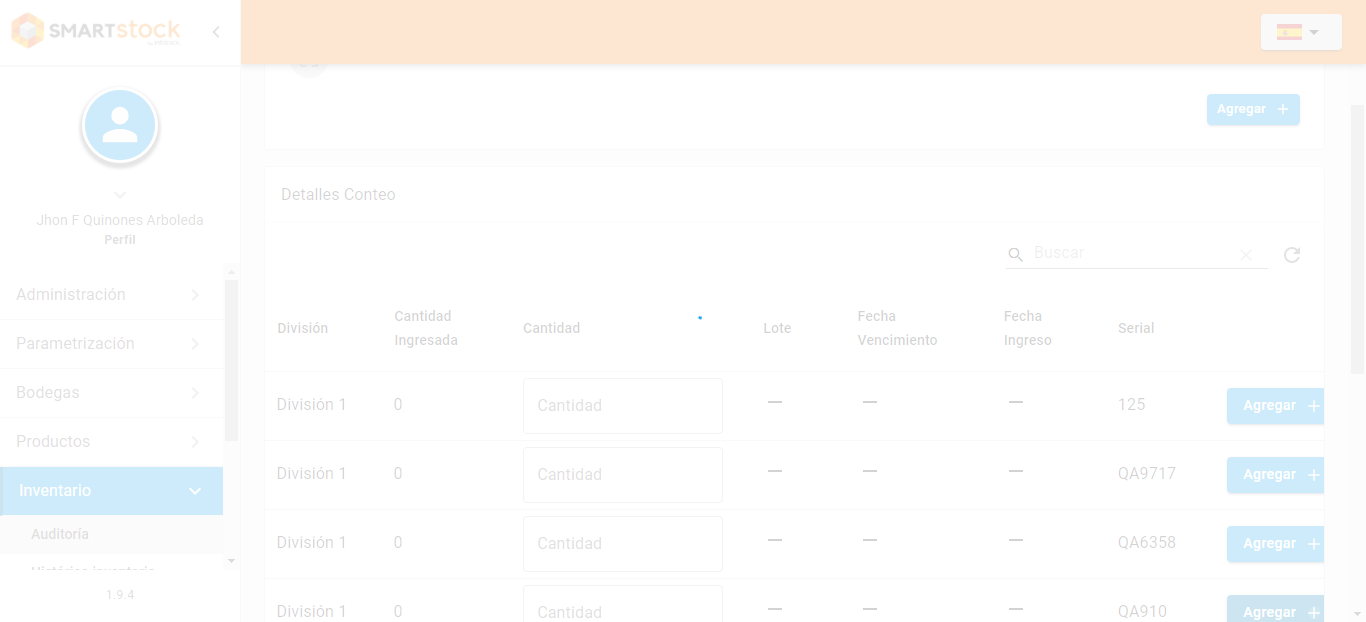 SMARTstock
Agregar
Detalles Conteo
Jhon F Quinones Arboleda
Perfil
Buscar
Administración
Parametrización
Bodegas
Productos
Inventario
Auditoría
Histórico inventario
1.9.4
División
Cantidad
Ingresada
Cantidad
Lote
Fecha
Vencimiento
Fecha
Ingreso
Serial
División 1 0 Cantidad — — — 125 Agregar
División 1 0 Cantidad — — — QA9717 Agregar
División 1 0 Cantidad — — — QA6358 Agregar
División 1 0 Cantidad — — — QA910 Agregar